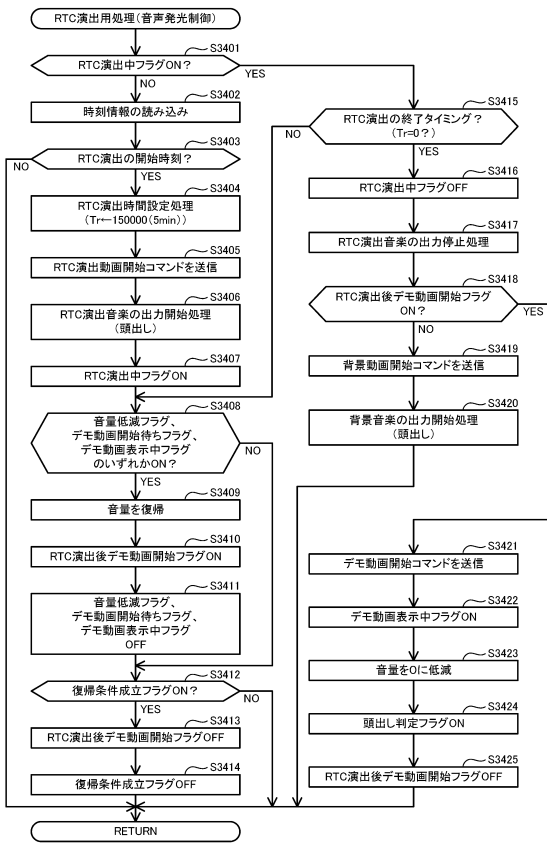 RTC演出用処理(音声発光制御)
S3401
RTC演出中フラグON?
YES
NO
S3402
時刻情報の読み込み
S3403
RTC演出の開始時刻?
NO
YES
S3404
RTC演出時間設定処理
(Tr←150000(5min))
S3405
RTC演出動画開始コマンドを送信
S3406
RTC演出音楽の出力開始処理
(頭出し)
S3407
RTC演出中フラグON
S3408
音量低減フラグ、
デモ動画開始待ちフラグ、
デモ動画表示中フラグ
のいずれかON?
NO
YES
S3409
音量を復帰
S3410
RTC演出後デモ動画開始フラグON
S3411
音量低減フラグ、
デモ動画開始待ちフラグ、
デモ動画表示中フラグ
OFF
S3412
復帰条件成立フラグON?
NO
YES
S3413
RTC演出後デモ動画開始フラグOFF
S3414
復帰条件成立フラグOFF
RETURN
S3415
RTC演出の終了タイミング?
(Tr=0?)
NO
YES
S3416
RTC演出中フラグOFF
S3417
RTC演出音楽の出力停止処理
S3418
RTC演出後デモ動画開始フラグ
ON?
YES
NO
S3419
背景動画開始コマンドを送信
S3420
背景音楽の出力開始処理
(頭出し)
S3421
デモ動画開始コマンドを送信
S3422
デモ動画表示中フラグON
S3423
音量を0に低減
S3424
頭出し判定フラグON
S3425
RTC演出後デモ動画開始フラグOFF